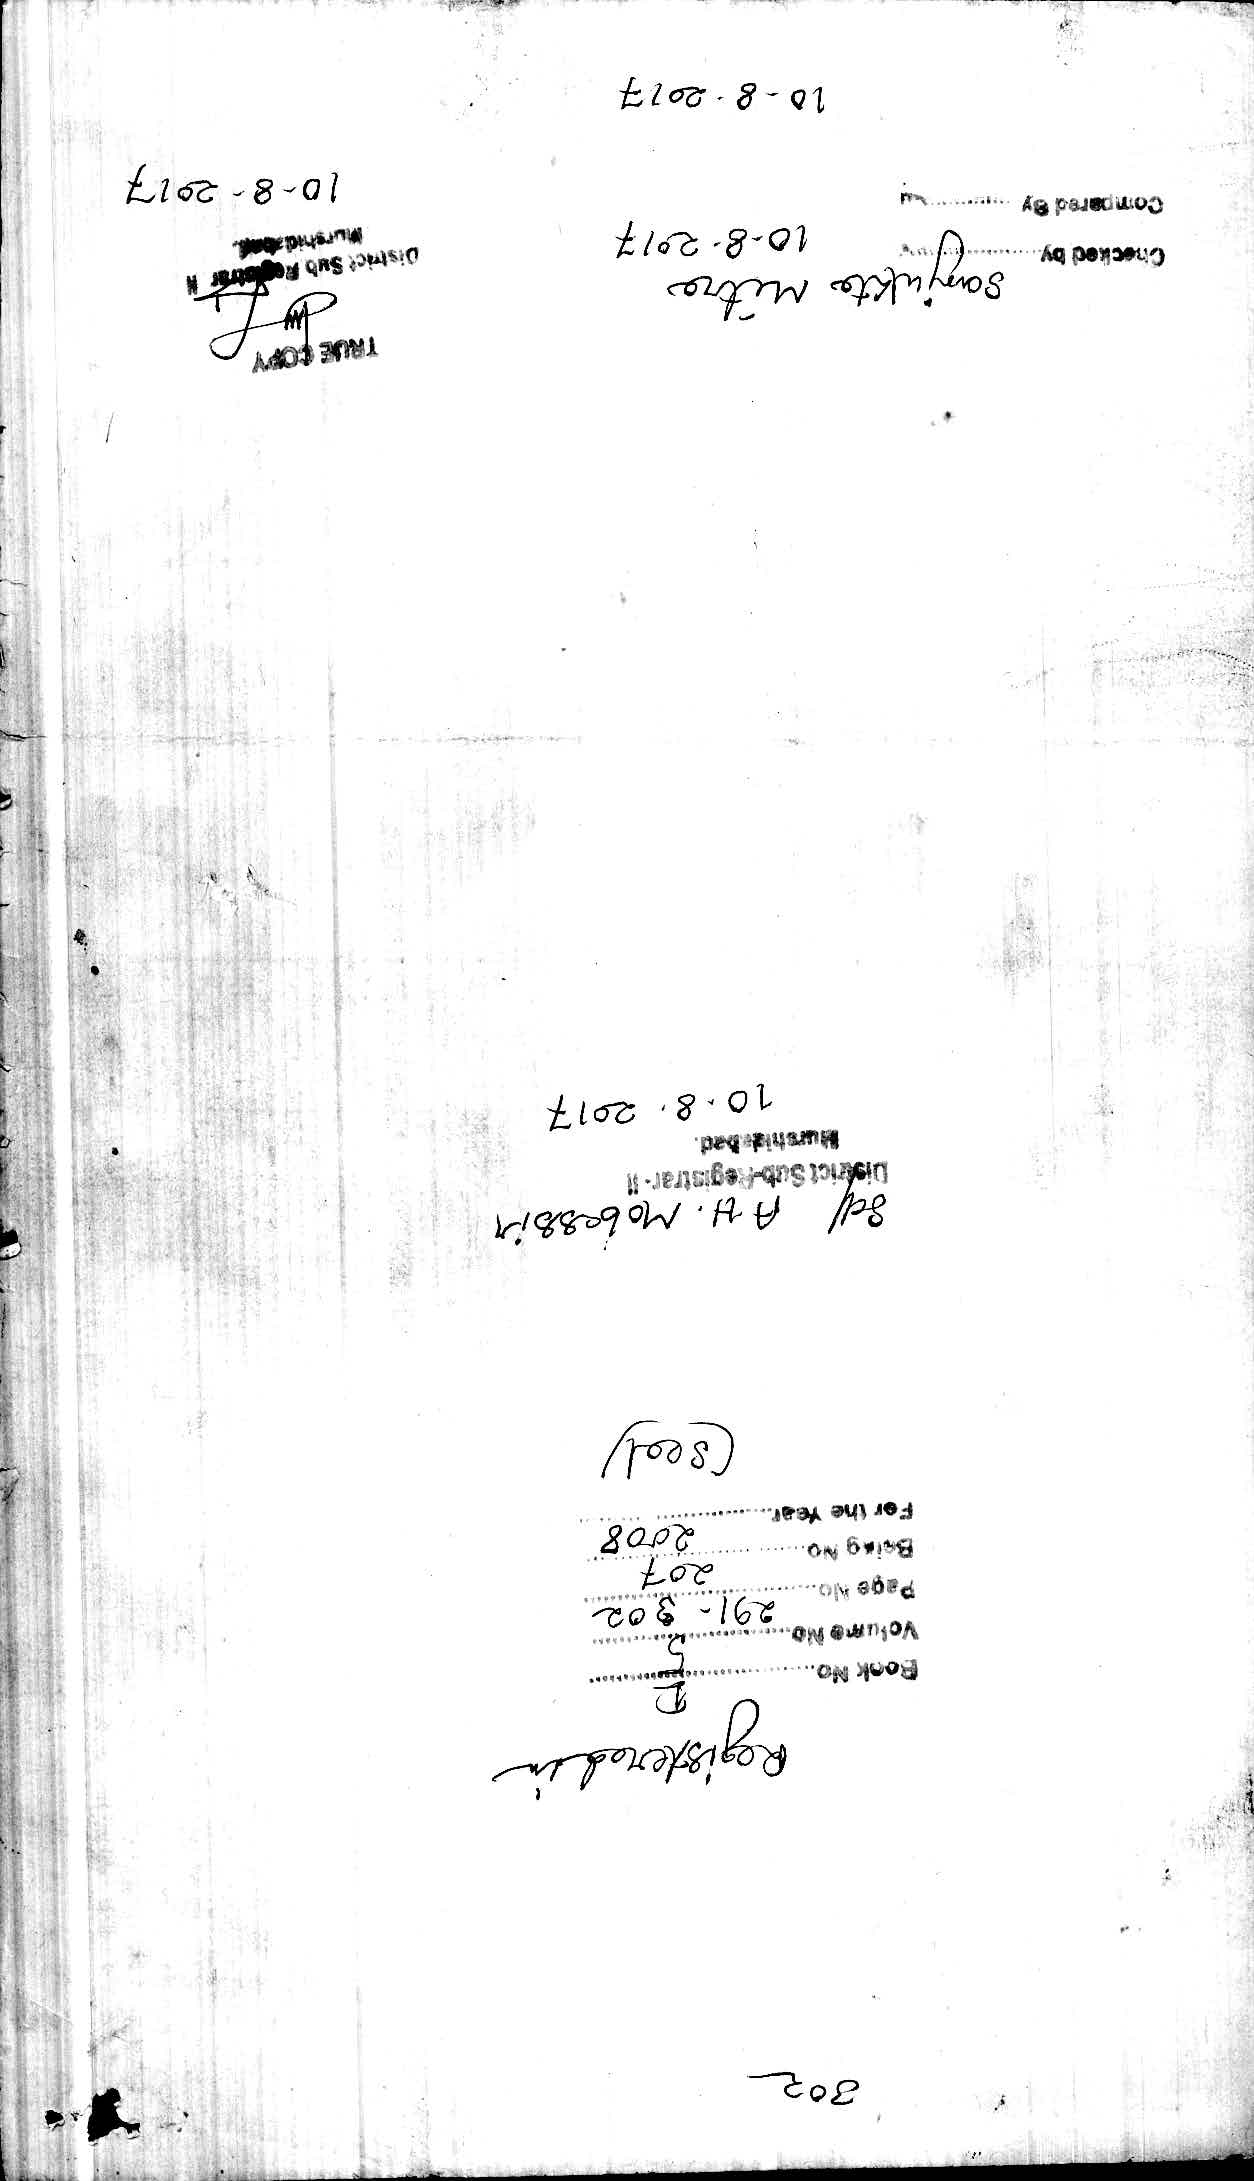 302
Registered in
Book No. I
Volume No. 5
Page No. 291-302
Being No. 207
For the Year 2008
(Seal)
Sd/ A H. Mobessin
District Sub-Registrar-II
Murshidabad.
10.8.2017
TRUE COPY
Sanjukta Mitra
Checked by
10-8-2017
District Sub Registrar II
Murshidabad.
Compared By
10-8-2017
10-8-2017